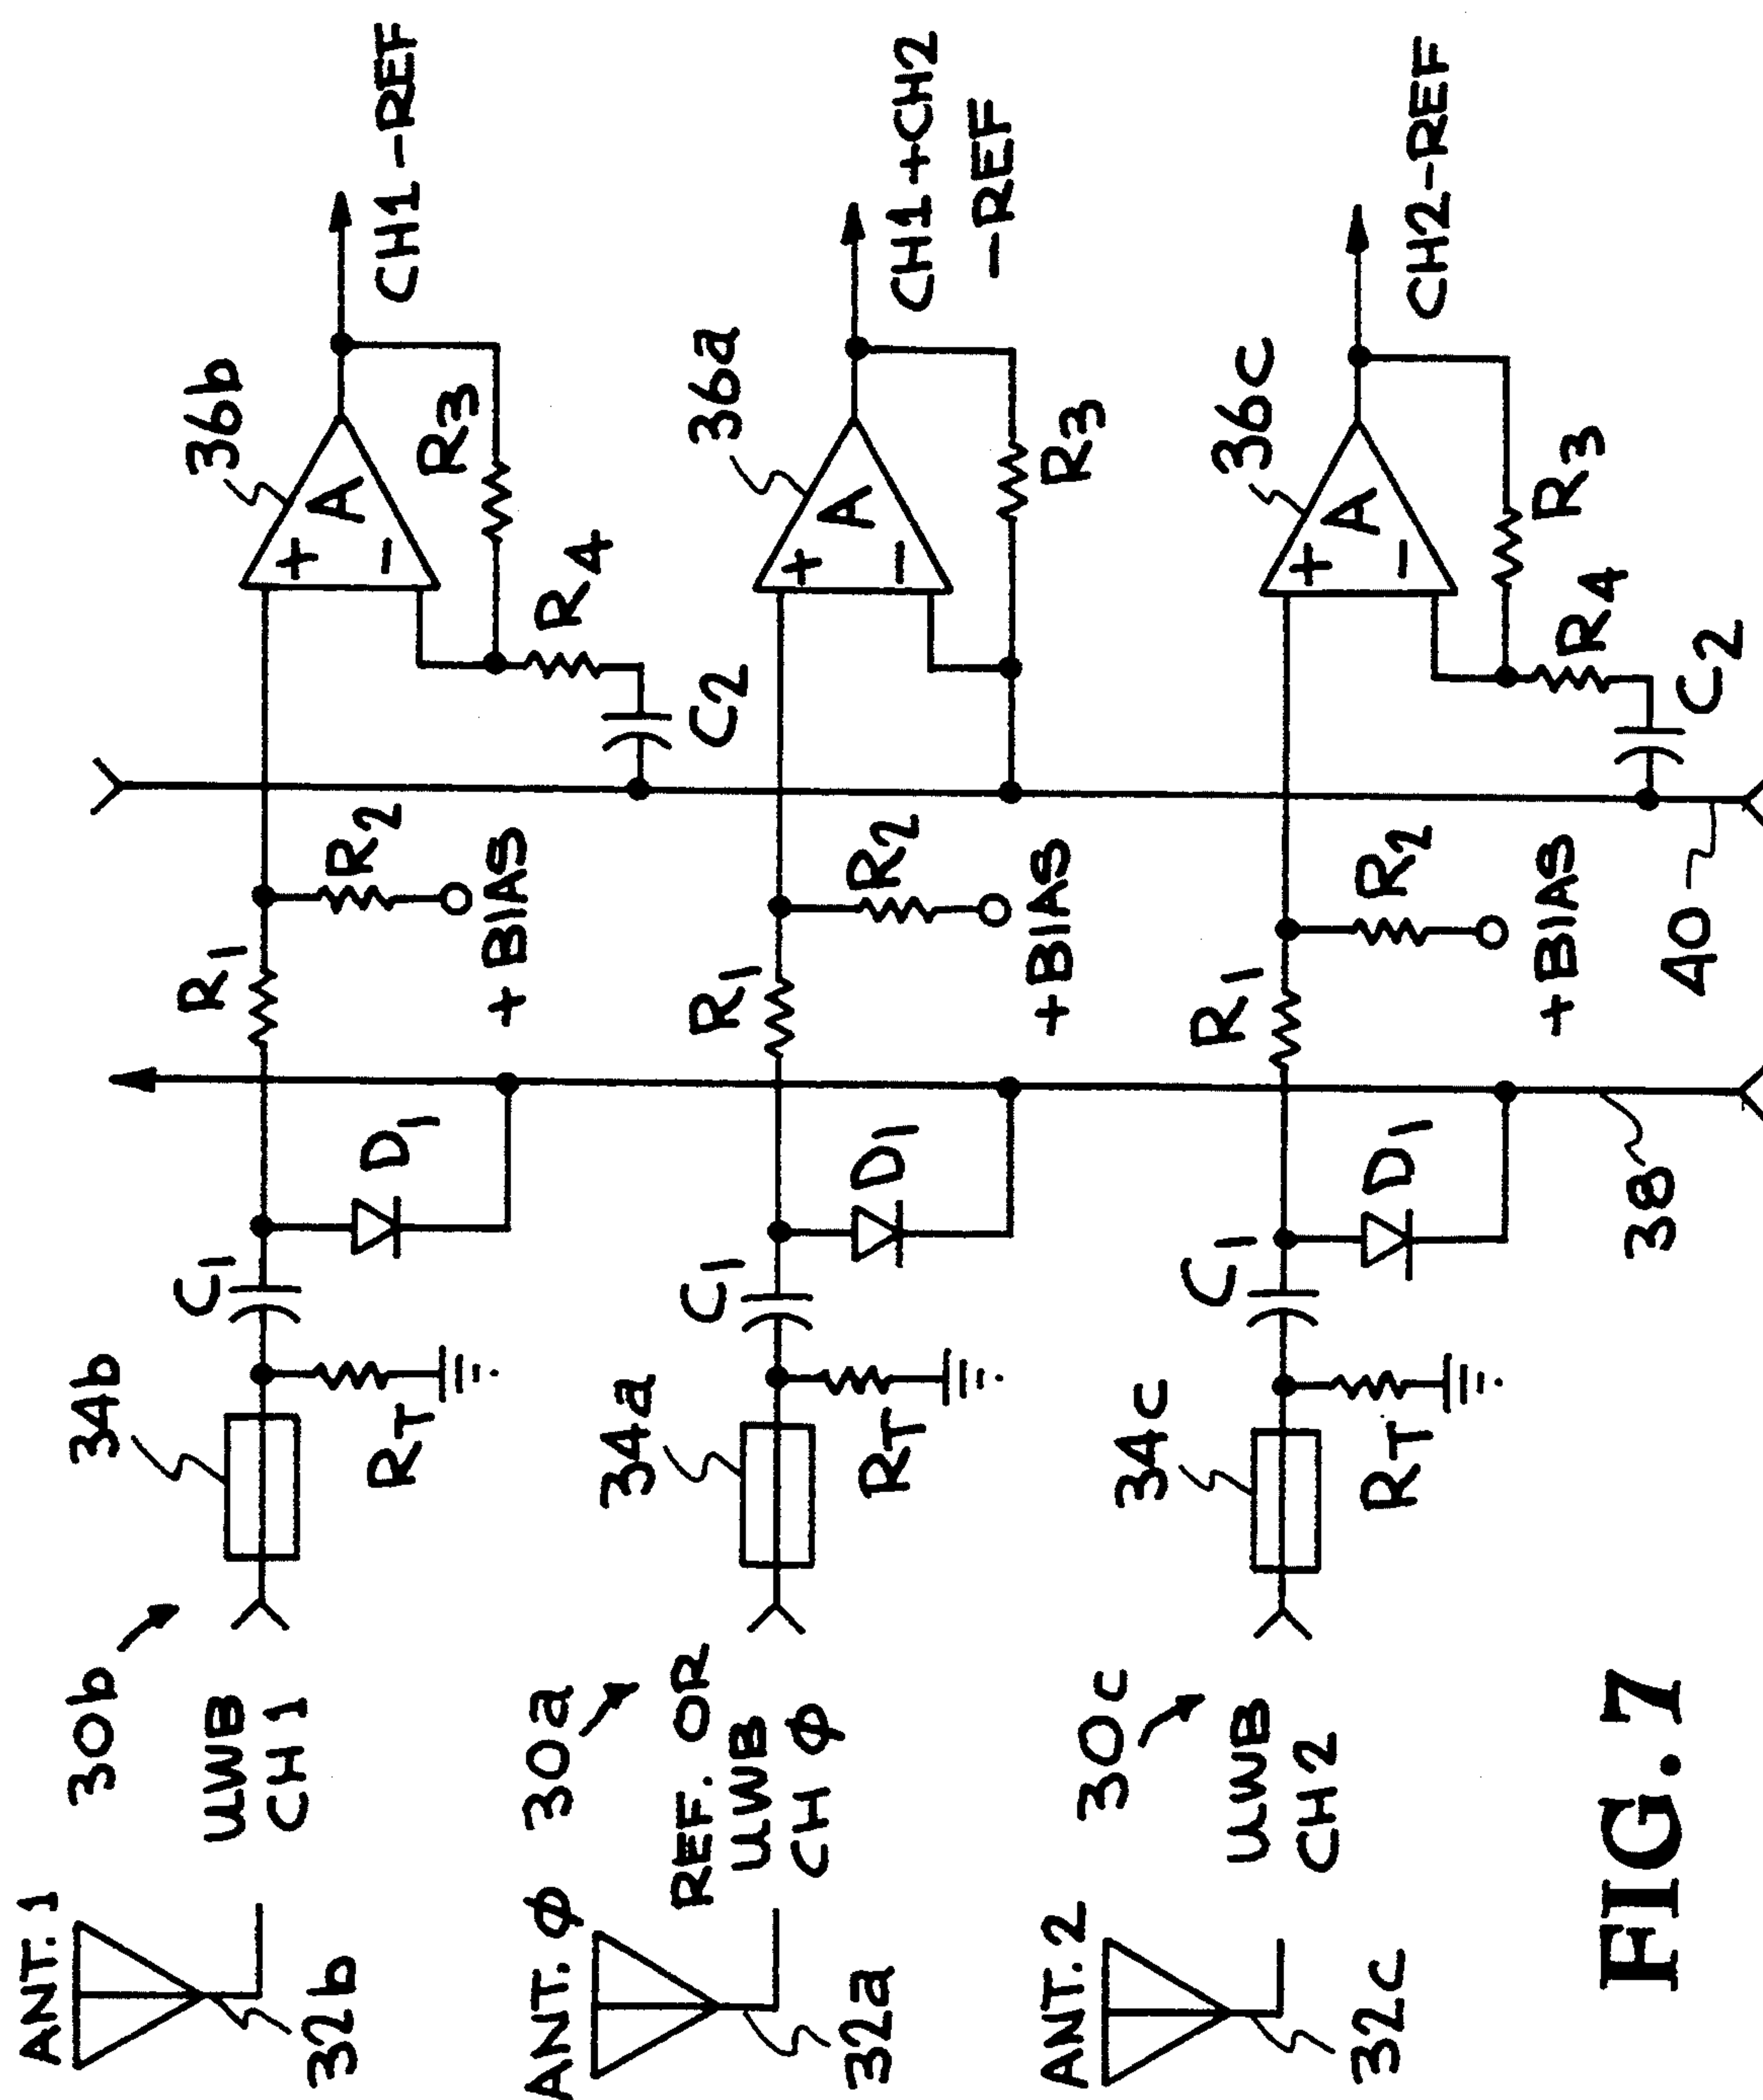 ANT. 1
32b
30b
UWB
CH 1
34b
RT
C1
D1
R1
R2
+BIAS
C2
R4
R3
36b
+
A
−
CH1-REF
ANT. Φ
32a
30a
REF. OR
UWB
CH Φ
34a
RT
C1
D1
R1
R2
+BIAS
R3
36a
+
A
−
CH1+CH2
-REF
ANT. 2
32c
30c
UWB
CH2
34c
RT
C1
D1
38
R1
R2
+BIAS
40
C2
R4
R3
36c
+
A
−
CH2-REF
FIG. 7